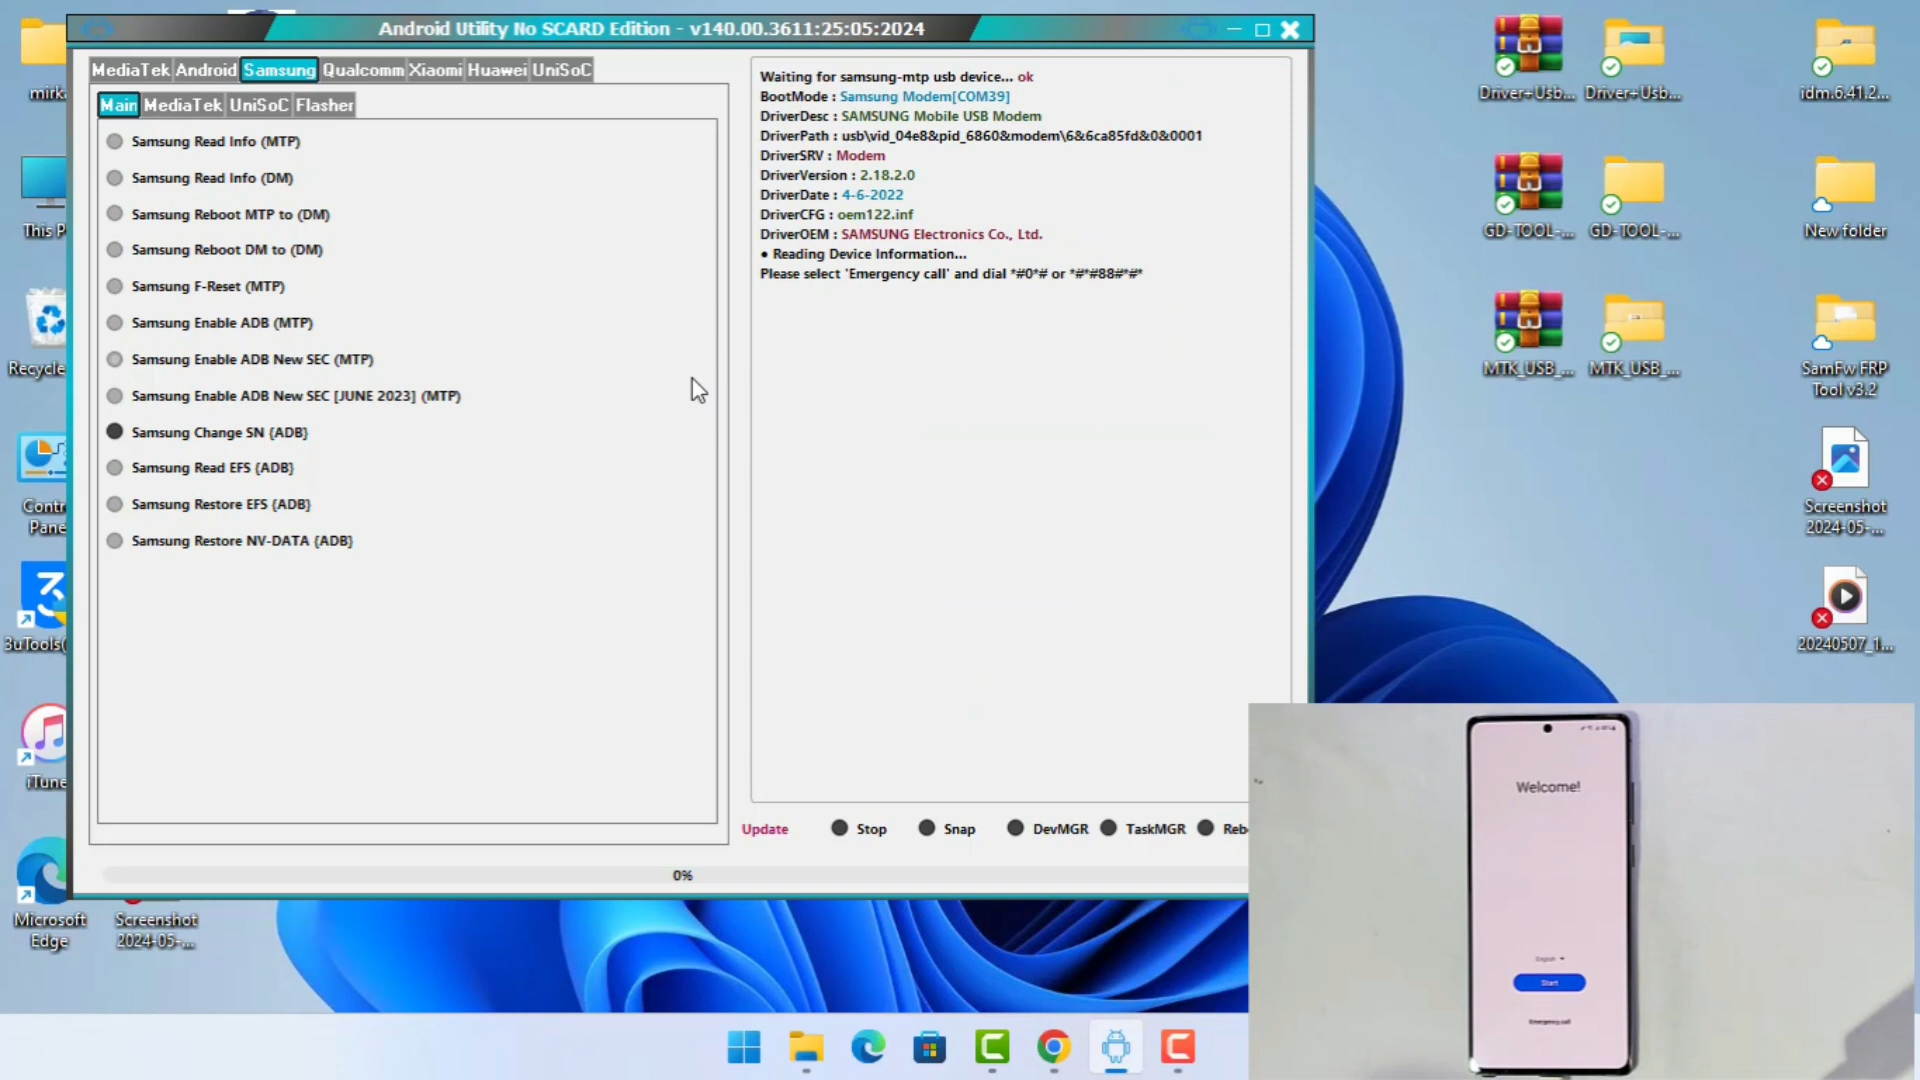 Android Utility No SCARD Edition - v140.00.3611:25:05:2024
MediaTek Android Samsung Qualcomm Xiaomi Huawei UniSoC
Main MediaTek UniSoC Flasher
Samsung Read Info (MTP)
Samsung Read Info (DM)
Samsung Reboot MTP to (DM)
Samsung Reboot DM to (DM)
Samsung F-Reset (MTP)
Samsung Enable ADB (MTP)
Samsung Enable ADB New SEC (MTP)
Samsung Enable ADB New SEC [JUNE 2023] (MTP)
Samsung Change SN {ADB}
Samsung Read EFS {ADB}
Samsung Restore EFS {ADB}
Samsung Restore NV-DATA {ADB}
Waiting for samsung-mtp usb device... ok
BootMode : Samsung Modem[COM39]
DriverDesc : SAMSUNG Mobile USB Modem
DriverPath : usb\vid_04e8&pid_6860&modem\6&6ca85fd&0&0001
DriverSRV : Modem
DriverVersion : 2.18.2.0
DriverDate : 4-6-2022
DriverCFG : oem122.inf
DriverOEM : SAMSUNG Electronics Co., Ltd.
• Reading Device Information...
Please select 'Emergency call' and dial *#0*# or *#*#88#*#*
Update Stop Snap DevMGR TaskMGR Reb
0%
mirk
This P
Recycle
Contr
Pane
3uTools(
iTune
Microsoft
Edge
Screenshot
2024-05-...
Driver+Usb...
Driver+Usb...
idm.6.41.2...
GD-TOOL-...
GD-TOOL-...
New folder
MTK_USB_...
MTK_USB_...
SamFw FRP
Tool v3.2
Screenshot
2024-05-...
20240507_1...
Welcome!
English
Start
Emergency call